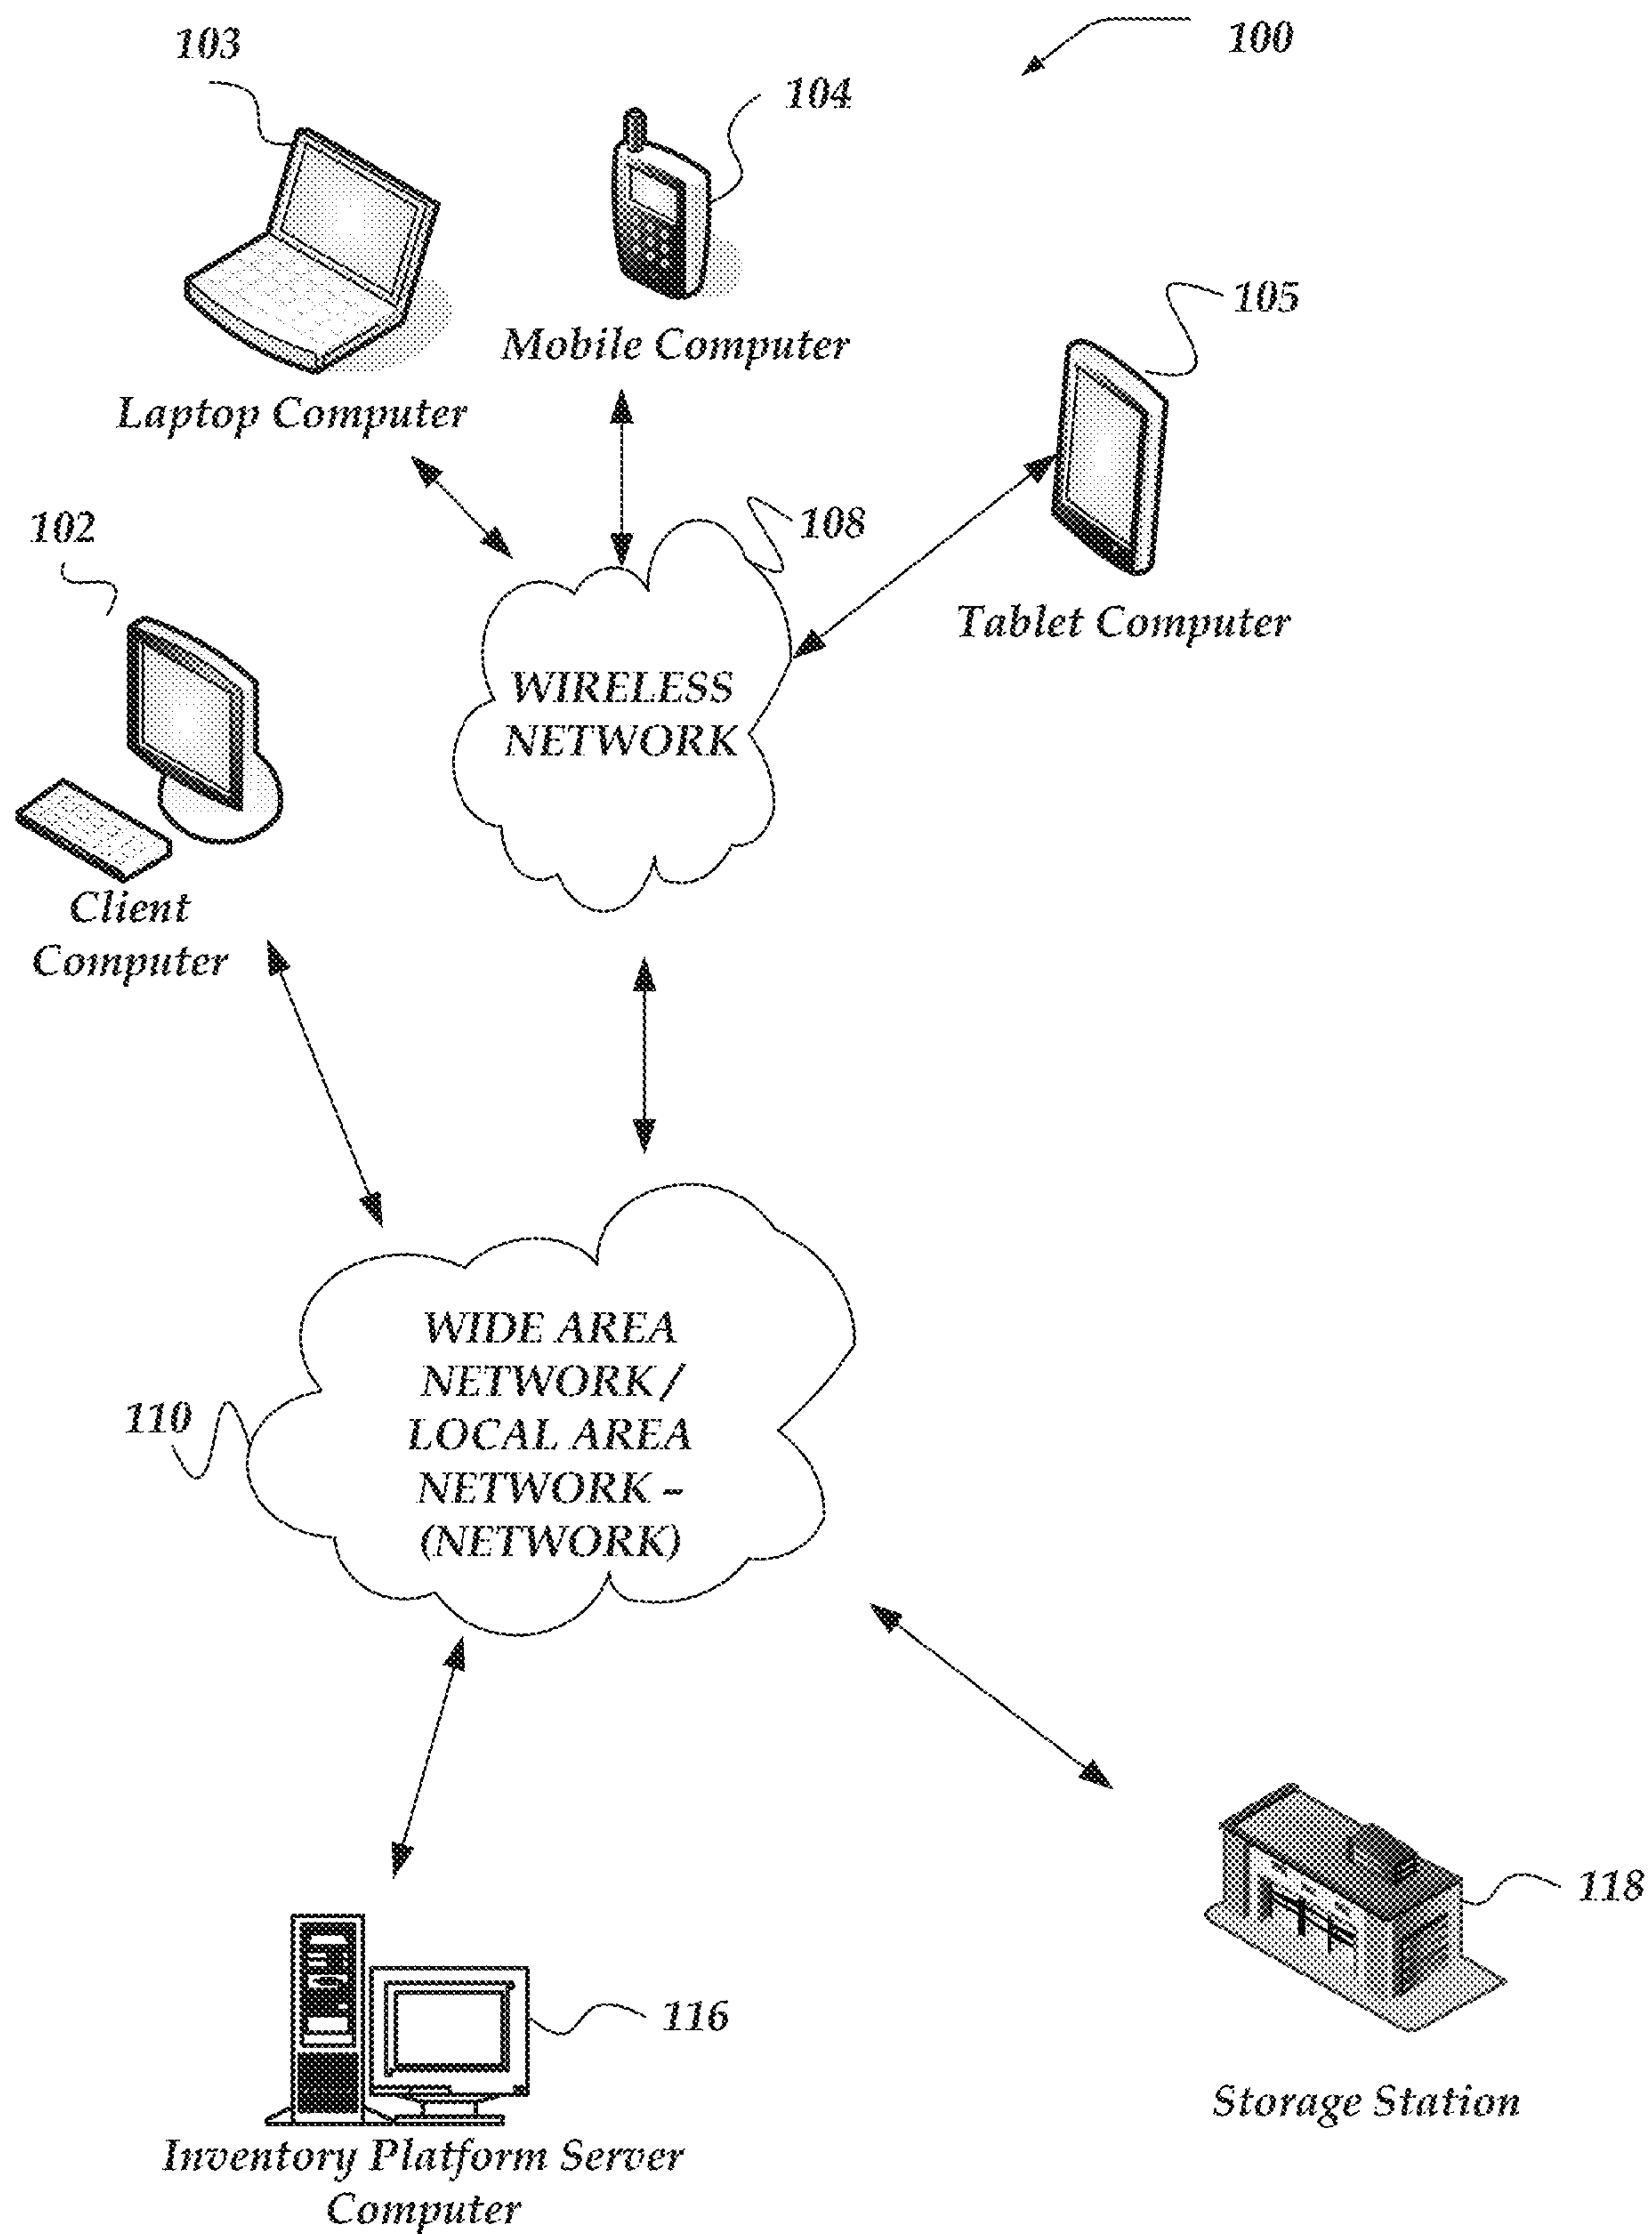 103
100
104
105
Mobile Computer
Laptop Computer
108
102
Tablet Computer
WIRELESS
NETWORK
Client
Computer
WIDE AREA
NETWORK /
LOCAL AREA
NETWORK –
(NETWORK)
110
118
116
Storage Station
Inventory Platform Server
Computer